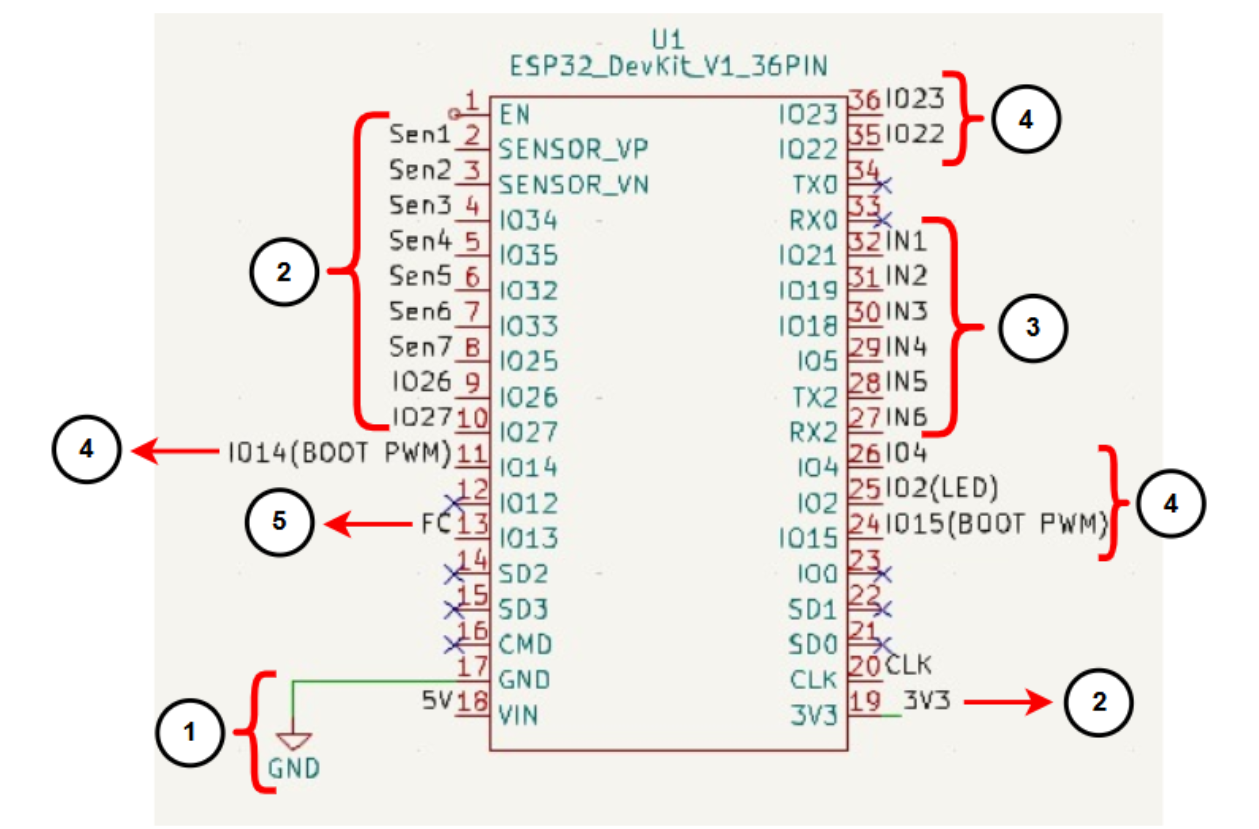 U1
ESP32_DevKit_V1_36PIN
1 EN IO23 36 IO23
4
Sen1 2 SENSOR_VP IO22 35 IO22
Sen2 3 SENSOR_VN TX0 34
Sen3 4 IO34 RX0 33
Sen4 5 IO35 IO21 32 IN1
2
Sen5 6 IO32 IO19 31 IN2
Sen6 7 IO33 IO18 30 IN3
3
Sen7 8 IO25 IO5 29 IN4
IO26 9 IO26 TX2 28 IN5
IO27 10 IO27 RX2 27 IN6
4
IO14(BOOT PWM) 11 IO14 IO4 26 IO4
12 IO12 IO2 25 IO2(LED)
4
5
FC 13 IO13 IO15 24 IO15(BOOT PWM)
14 SD2 IO0 23
15 SD3 SD1 22
16 CMD SD0 21
17 GND CLK 20 CLK
5V 18 VIN 3V3 19 3V3
2
1
GND